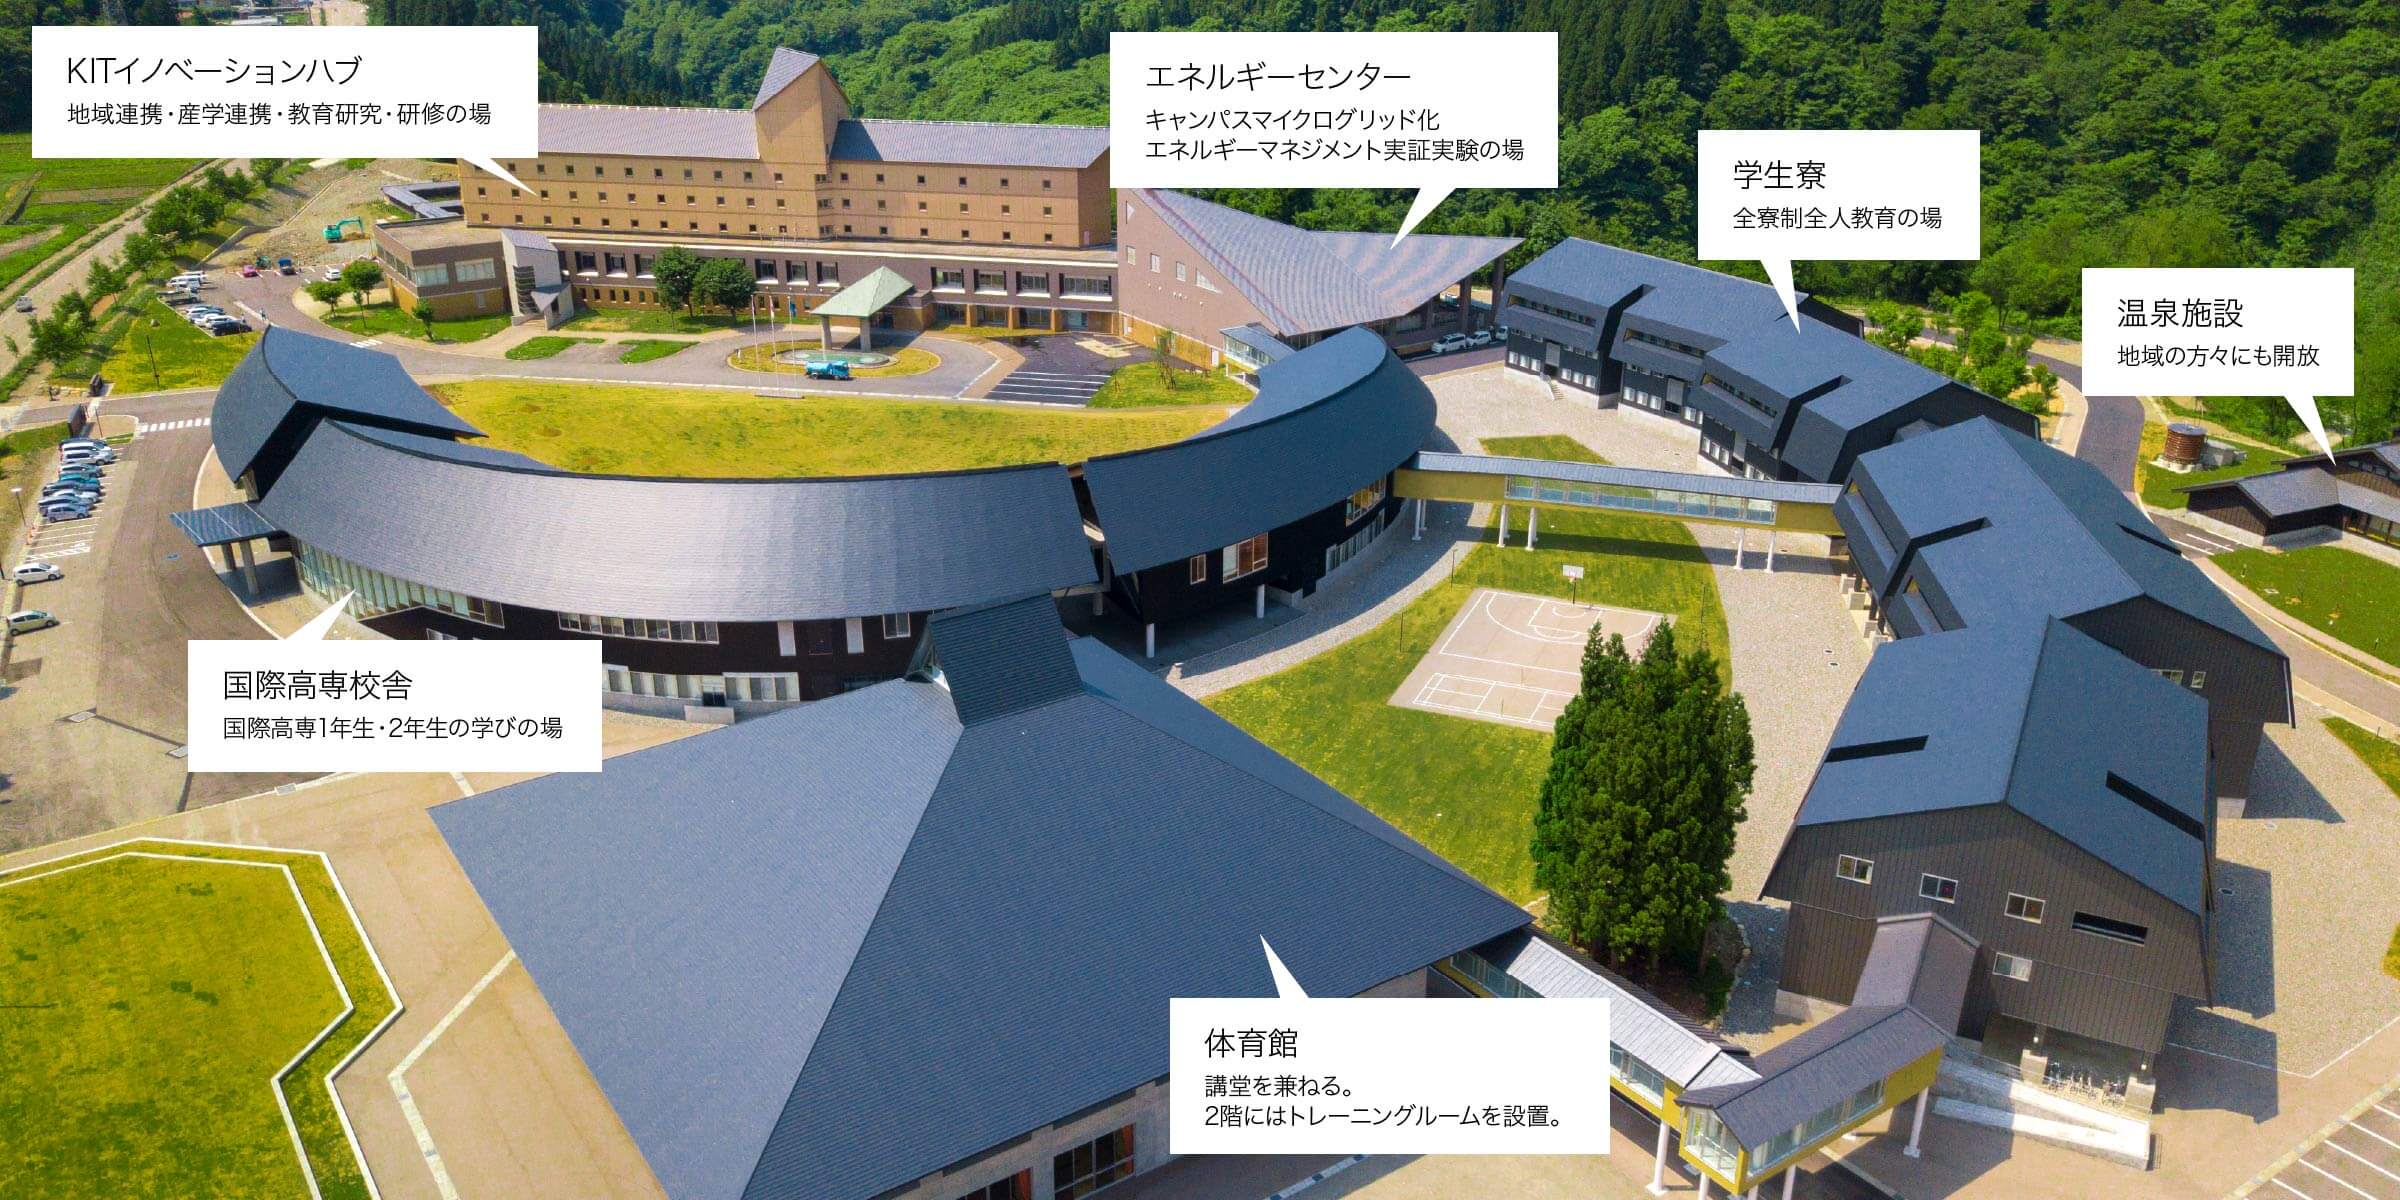 KITイノベーションハブ
地域連携・産学連携・教育研究・研修の場
エネルギーセンター
キャンパスマイクログリッド化
エネルギーマネジメント実証実験の場
学生寮
全寮制全人教育の場
温泉施設
地域の方々にも開放
国際高専校舎
国際高専1年生・2年生の学びの場
体育館
講堂を兼ねる。
2階にはトレーニングルームを設置。